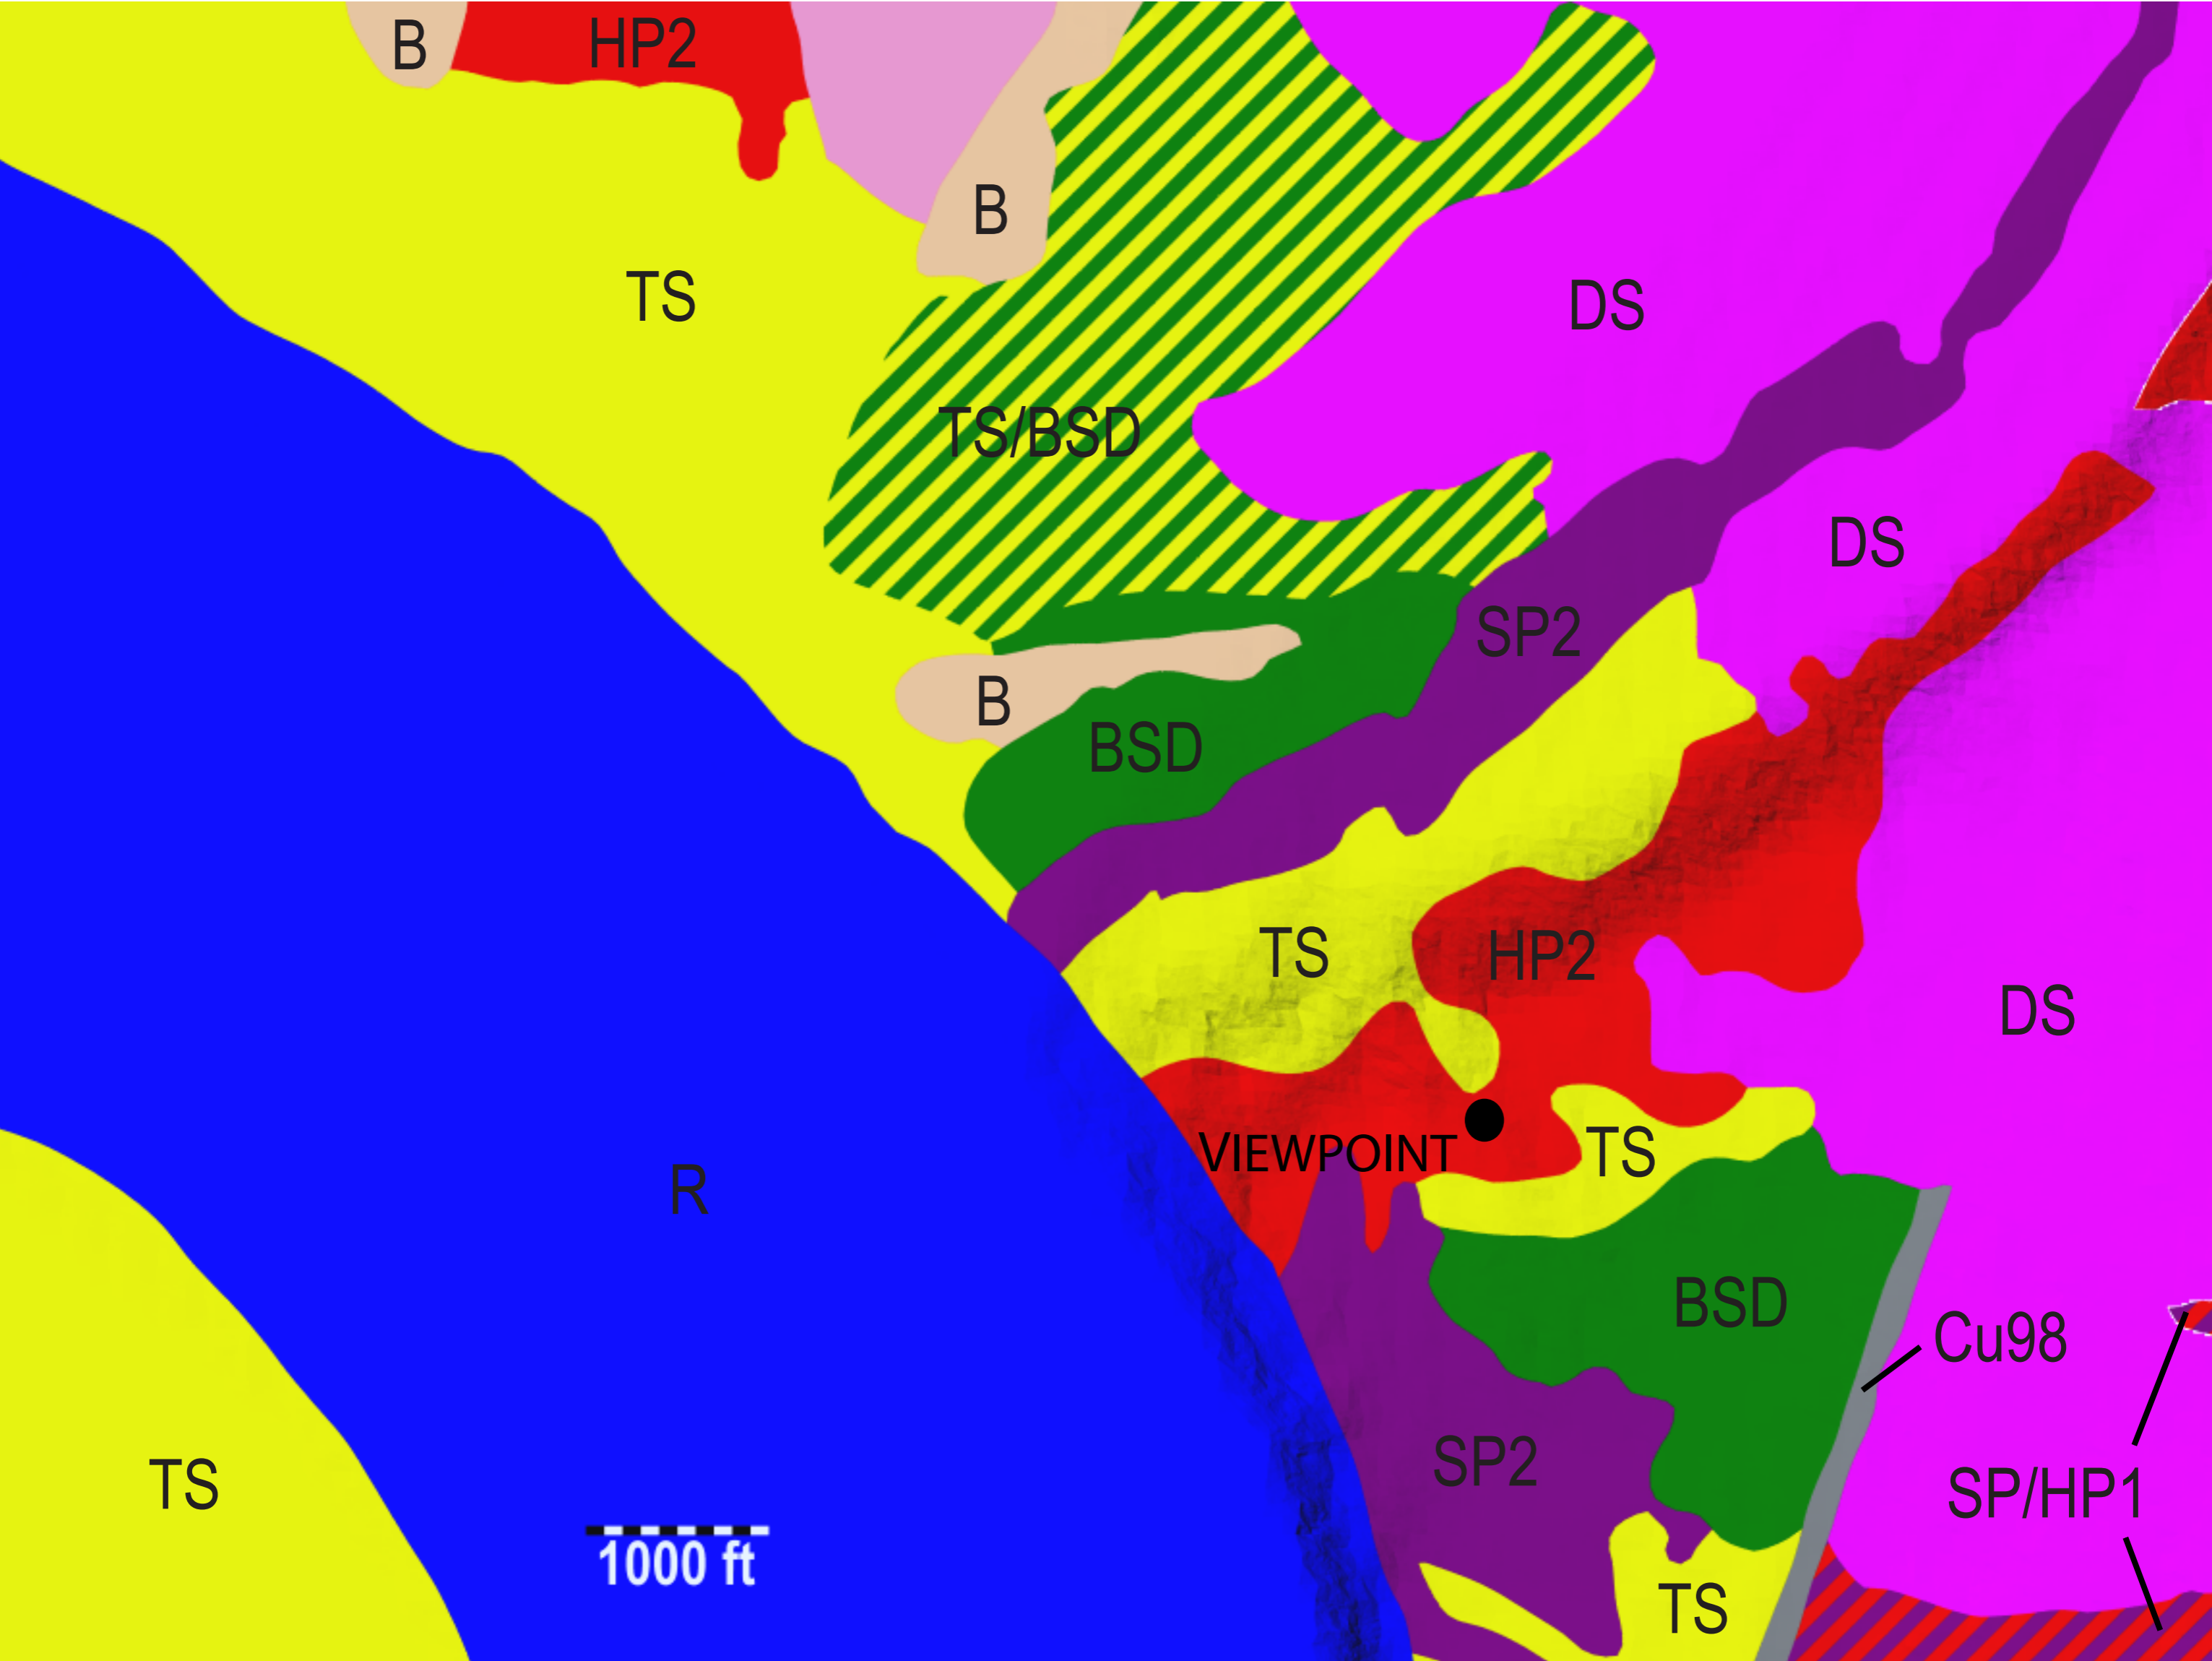 B
HP2
B
TS
DS
TS/BSD
DS
SP2
B
BSD
TS
HP2
DS
VIEWPOINT
TS
R
BSD
Cu98
SP2
TS
SP/HP1
1000 ft
TS